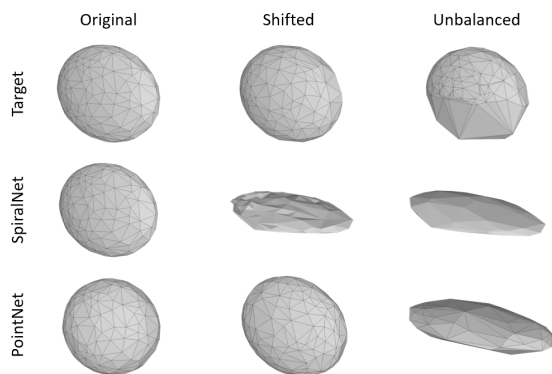 Original Shifted Unbalanced
Target
SpiralNet
PointNet